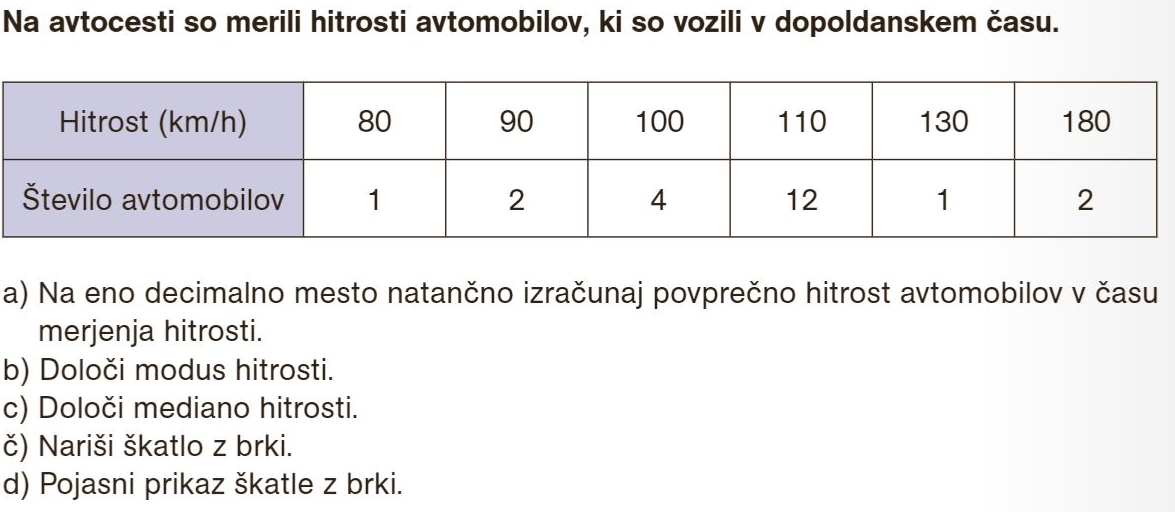 Na avtocesti so merili hitrosti avtomobilov, ki so vozili v dopoldanskem času.
Hitrost (km/h) 80 90 100 110 130 180
Število avtomobilov 1 2 4 12 1 2
a) Na eno decimalno mesto natančno izračunaj povprečno hitrost avtomobilov v času
merjenja hitrosti.
b) Določi modus hitrosti.
c) Določi mediano hitrosti.
č) Nariši škatlo z brki.
d) Pojasni prikaz škatle z brki.